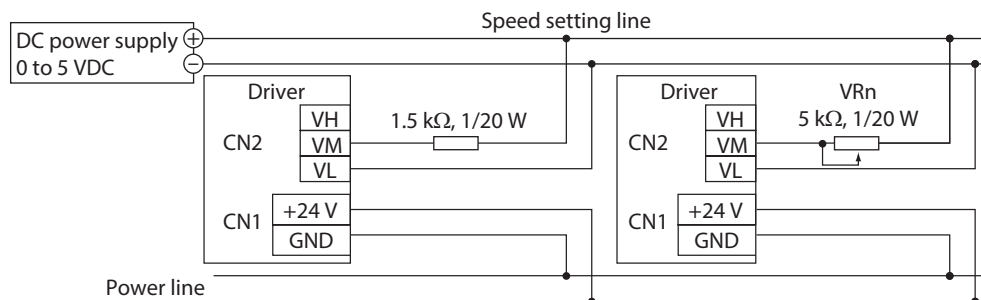 Speed setting line
DC power supply
0 to 5 VDC
+
−
Driver
VH
VM
VL
CN2
1.5 kΩ, 1/20 W
CN1
+24 V
GND
Driver
VH
VM
VL
CN2
VRn
5 kΩ, 1/20 W
CN1
+24 V
GND
Power line